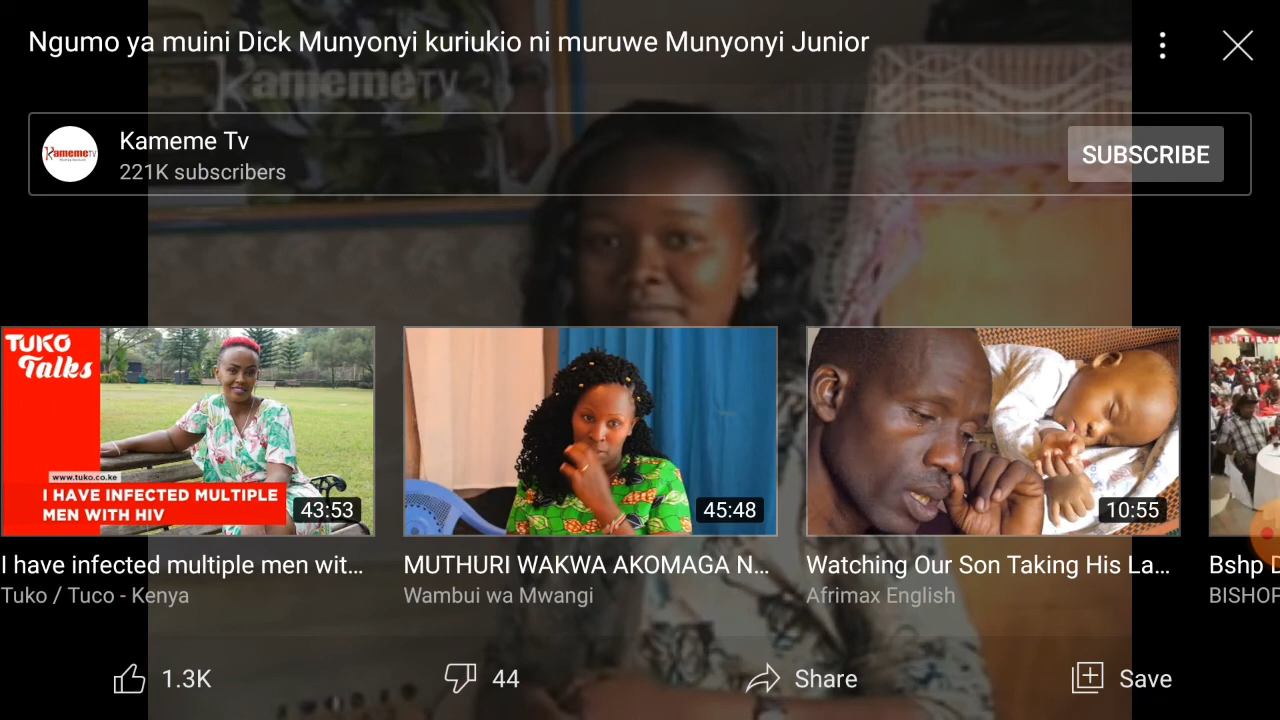 Ngumo ya muini Dick Munyonyi kuriukio ni muruwe Munyonyi Junior
kameme TV
KamemeTV
Kameme Tv
221K subscribers
SUBSCRIBE
TUKO
Talks
www.tuko.co.ke
I HAVE INFECTED MULTIPLE
MEN WITH HIV
43:53
45:48
10:55
I have infected multiple men wit...
Tuko / Tuco - Kenya
MUTHURI WAKWA AKOMAGA N...
Wambui wa Mwangi
Watching Our Son Taking His La...
Afrimax English
Bshp D
BISHOP
1.3K
44
Share
Save